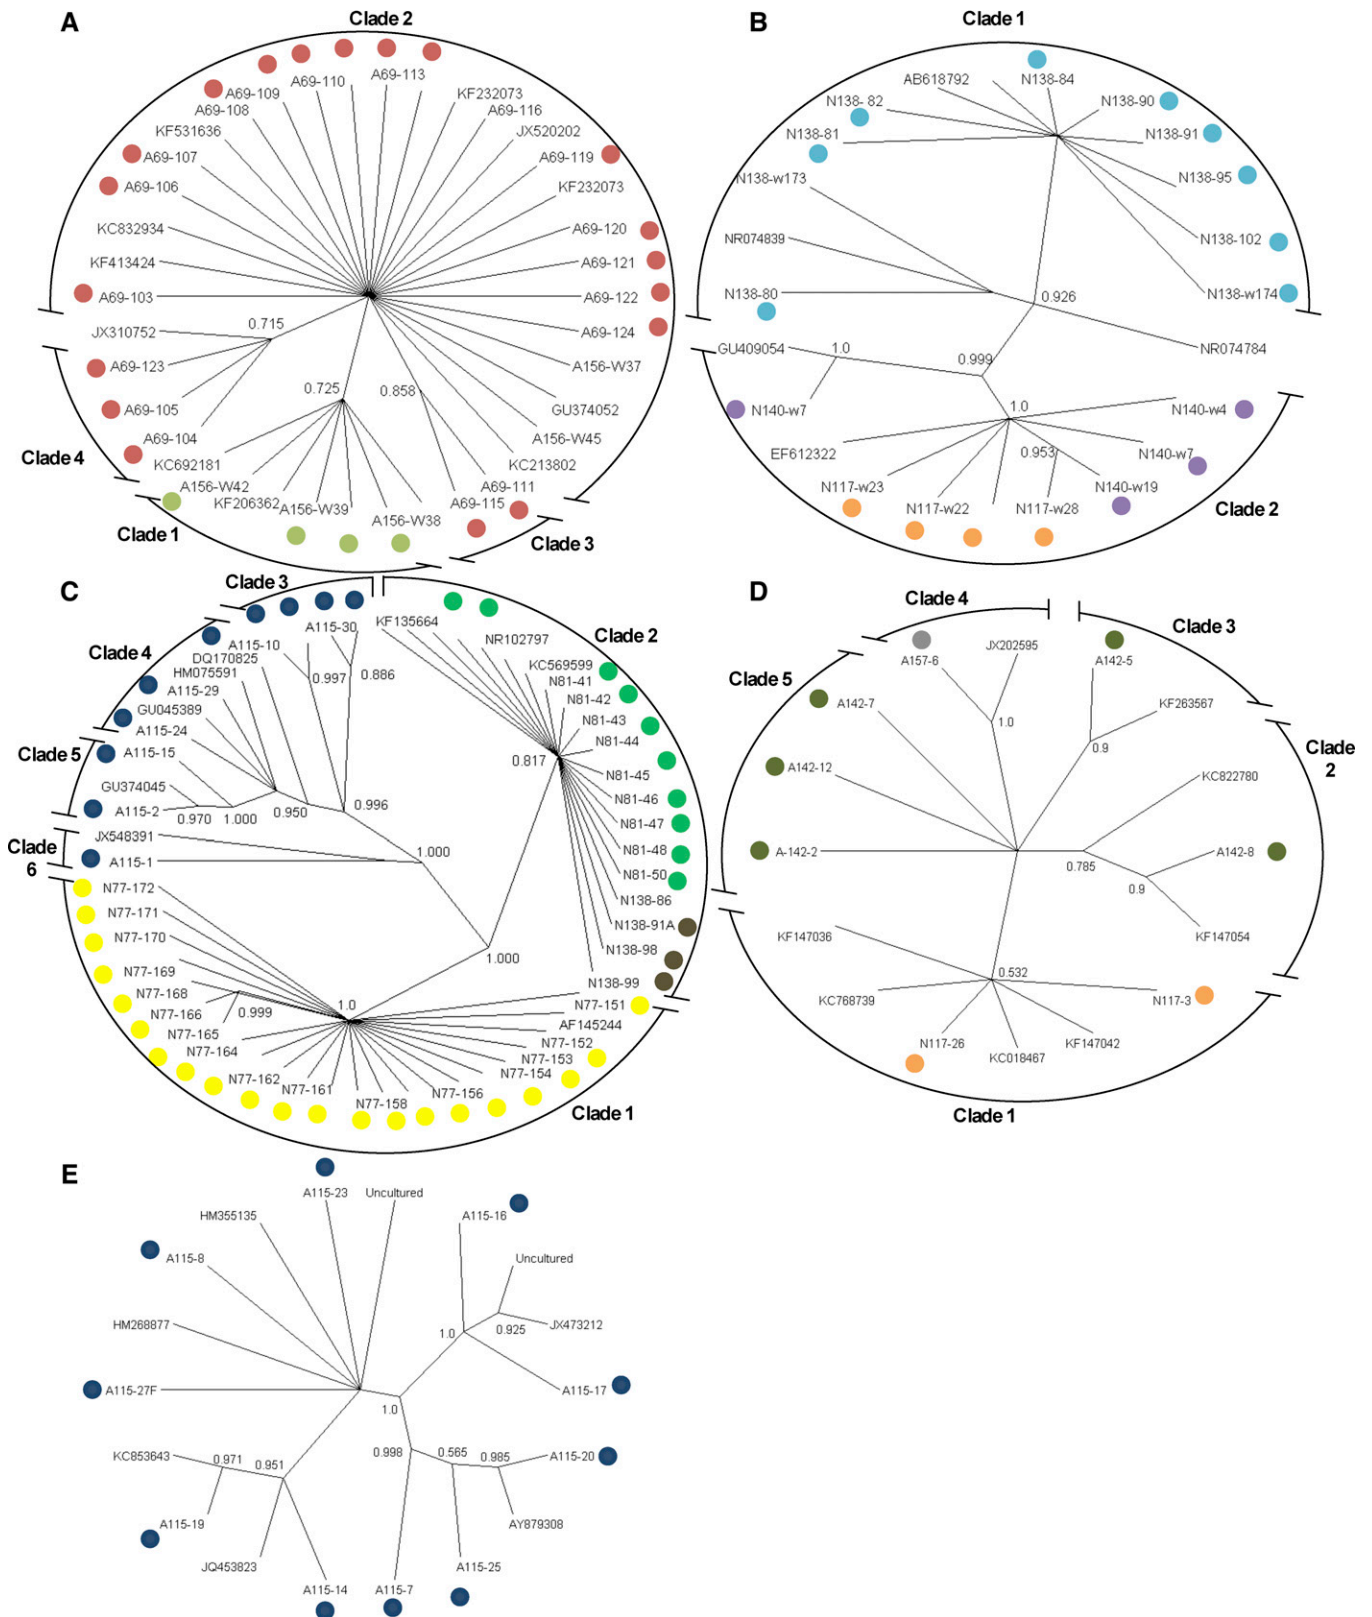 A
Clade 2
A69-110
A69-113
A69-109
KF232073
A69-108
A69-116
KF531636
JX520202
A69-107
A69-119
A69-106
KF232073
KC832934
A69-120
KF413424
A69-121
A69-103
A69-122
0.715
JX310752
A69-124
A69-123
A156-W37
0.725
0.858
A69-105
GU374052
A69-104
A156-W45
Clade 4
KC692181
KC213802
A156-W42
A69-111
KF206362
A69-115
A156-W39
A156-W38
Clade 1
Clade 3
B
Clade 1
AB618792
N138-84
N138- 82
N138-90
N138-81
N138-91
N138-w173
N138-95
NR074839
N138-102
N138-80
0.926
N138-w174
GU409054
1.0
0.999
NR074784
N140-w7
1.0
N140-w4
EF612322
0.953
N140-w7
N117-w23
N140-w19
N117-w22
N117-w28
Clade 2
C
Clade 3
A115-30
KF135664
A115-10
NR102797
Clade 2
Clade 4
DQ170825
HM075591
0.997
0.886
KC569599
A115-29
N81-41
GU045389
N81-42
A115-24
N81-43
Clade 5
A115-15
N81-44
0.817
N81-45
GU374045
N81-46
A115-2
0.970
1.000
0.950
0.996
N81-47
JX548391
N81-48
Clade
6
A115-1
1.000
N81-50
N77-172
N138-86
N77-171
N138-91A
N77-170
N138-98
1.000
N77-169
N138-99
N77-168
1.0
N77-151
N77-166
0.999
AF145244
N77-165
N77-152
N77-164
N77-153
N77-154
N77-162
N77-161
N77-156
N77-158
Clade 1
D
Clade 4
Clade 3
A157-6
JX202595
A142-5
Clade 5
A142-7
KF263567
1.0
0.9
Clade
2
A142-12
KC822780
A-142-2
A142-8
0.785
0.9
KF147036
KF147054
0.532
KC768739
N117-3
N117-26
KC018467
KF147042
Clade 1
E
A115-23
Uncultured
HM355135
A115-16
A115-8
Uncultured
HM268877
1.0
0.925
JX473212
A115-27F
A115-17
1.0
KC853643
0.971
0.951
0.998
0.565
0.985
A115-20
A115-19
AY879308
JQ453823
A115-25
A115-14
A115-7